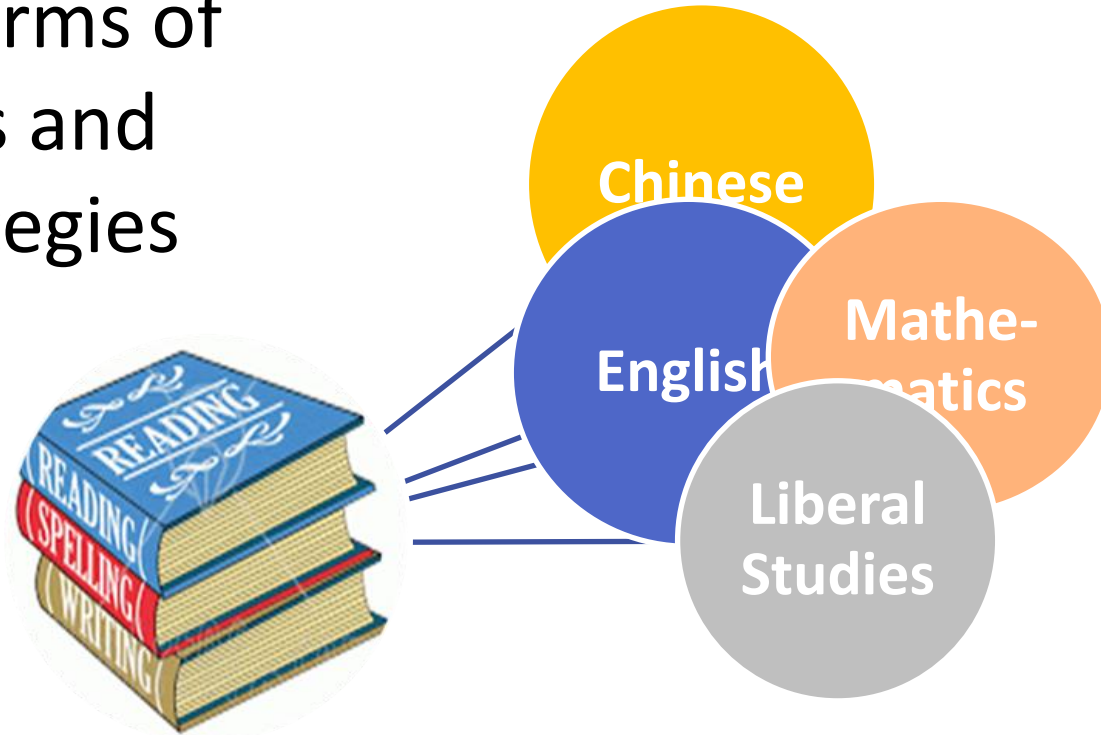 rms of
s and
egies
Chinese
English
Mathe-
matics
Liberal
Studies
READING
READING
SPELLING
WRITING